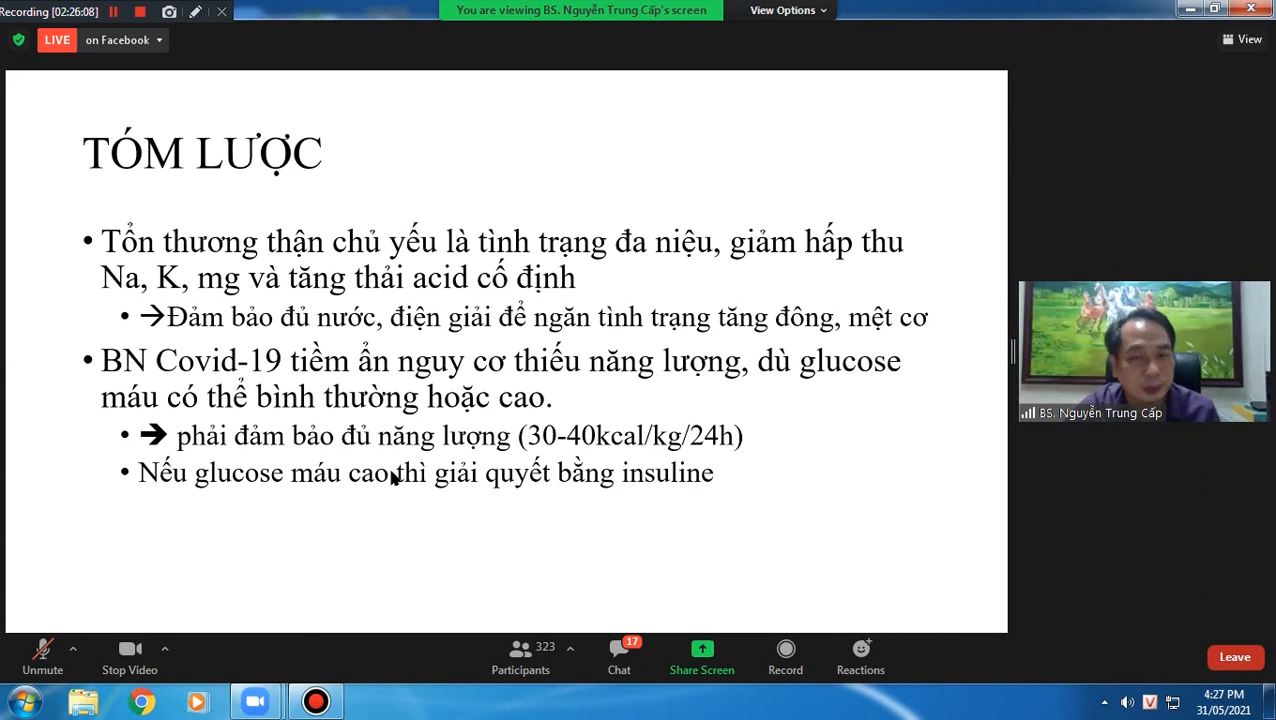 Recording [02:26:08]
You are viewing BS. Nguyễn Trung Cấp's screen
View Options
LIVE on Facebook
View
TÓM LƯỢC
• Tổn thương thận chủ yếu là tình trạng đa niệu, giảm hấp thu
Na, K, mg và tăng thải acid cố định
• →Đảm bảo đủ nước, điện giải để ngăn tình trạng tăng đông, mệt cơ
• BN Covid-19 tiềm ẩn nguy cơ thiếu năng lượng, dù glucose
máu có thể bình thường hoặc cao.
• ➔ phải đảm bảo đủ năng lượng (30-40kcal/kg/24h)
• Nếu glucose máu cao thì giải quyết bằng insuline
BS. Nguyễn Trung Cấp
323
17
Unmute
Stop Video
Participants
Chat
Share Screen
Record
Reactions
Leave
V
4:27 PM
31/05/2021